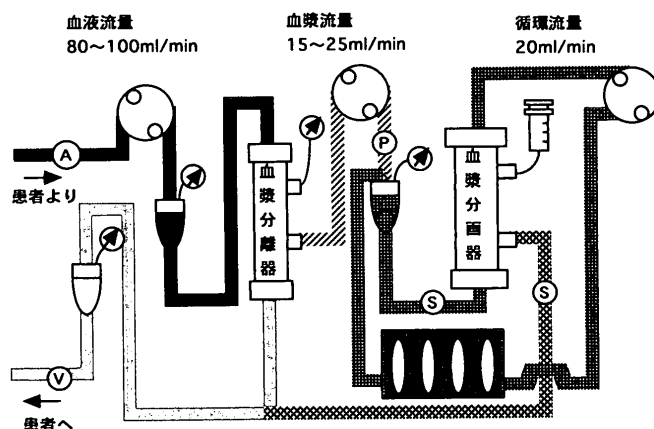 血液流量
80〜100ml/min
血漿流量
15〜25ml/min
循環流量
20ml/min
A
患者より
P
血漿分離器
血漿分画器
S
S
V
患者へ